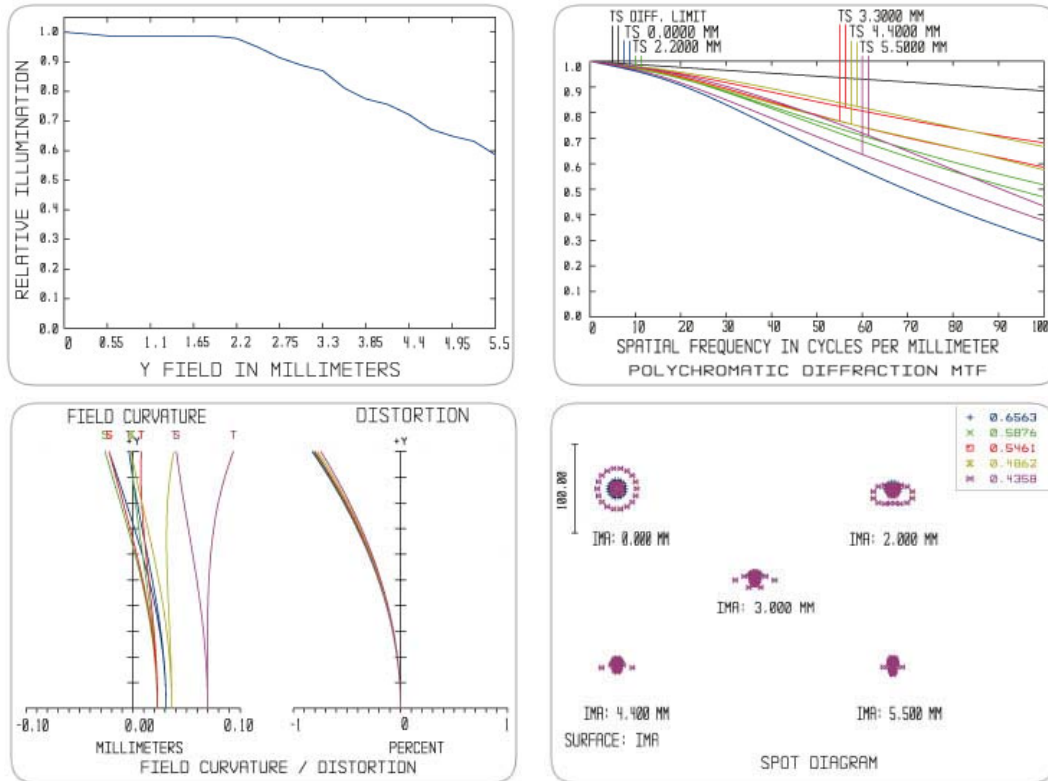 RELATIVE ILLUMINATION
1.0
0.9
0.8
0.7
0.6
0.5
0.4
0.3
0.2
0.1
0.0
0 0.55 1.1 1.65 2.2 2.75 3.3 3.85 4.4 4.95 5.5
Y FIELD IN MILLIMETERS
TS DIFF. LIMIT
TS 0.0000 MM
TS 2.2000 MM
TS 3.3000 MM
TS 4.4000 MM
TS 5.5000 MM
1.0
0.9
0.8
0.7
0.6
0.5
0.4
0.3
0.2
0.1
0.0
0 10 20 30 40 50 60 70 80 90 100
SPATIAL FREQUENCY IN CYCLES PER MILLIMETER
POLYCHROMATIC DIFFRACTION MTF
FIELD CURVATURE
DISTORTION
+Y
+Y
S T S T
-0.10 0.00 0.10
MILLIMETERS
-1 0 1
PERCENT
FIELD CURVATURE / DISTORTION
0.6563
0.5876
0.5461
0.4862
0.4358
100.00
IMA: 0.000 MM
IMA: 2.000 MM
IMA: 3.000 MM
IMA: 4.400 MM
IMA: 5.500 MM
SURFACE: IMA
SPOT DIAGRAM